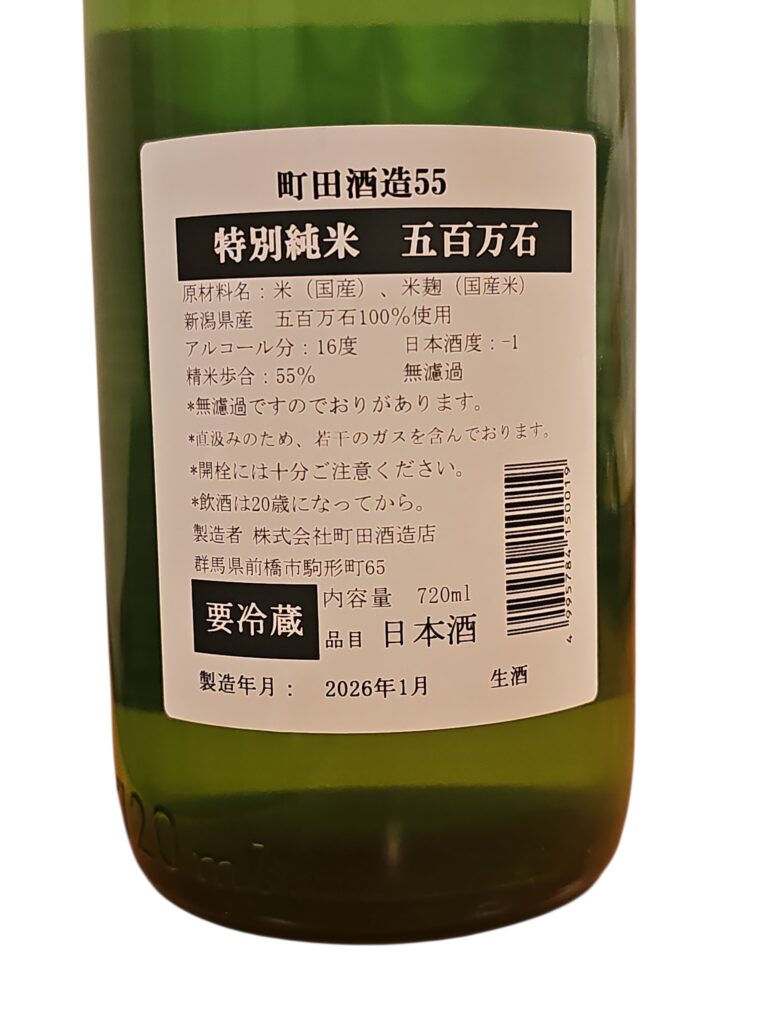 町田酒造55
特別純米　五百万石
原材料名：米（国産）、米麹（国産米）
新潟県産　五百万石100％使用
アルコール分：16度　日本酒度：-1
精米歩合：55％　無濾過
*無濾過ですのでおりがあります。
*直汲みのため、若干のガスを含んでおります。
*開栓には十分ご注意ください。
*飲酒は20歳になってから。
製造者 株式会社町田酒造店
群馬県前橋市駒形町65
要冷蔵
内容量　720ml
品目 日本酒
4 995784 150019
製造年月：　2026年1月　生酒
720ml